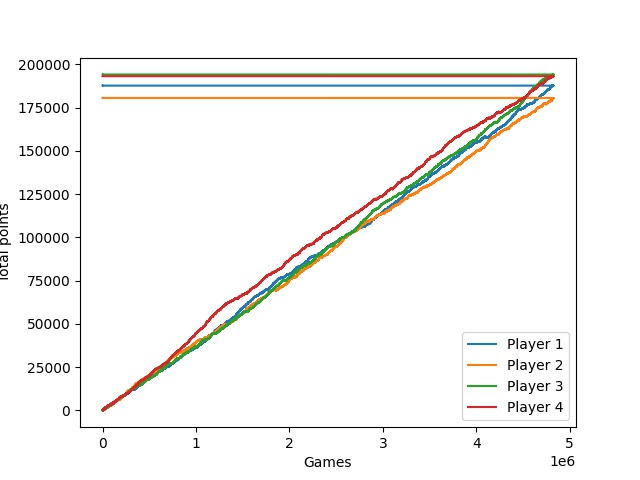 200000
175000
150000
125000
100000
75000
50000
25000
0
Total points
0 1 2 3 4 5
1e6
Games
Player 1
Player 2
Player 3
Player 4